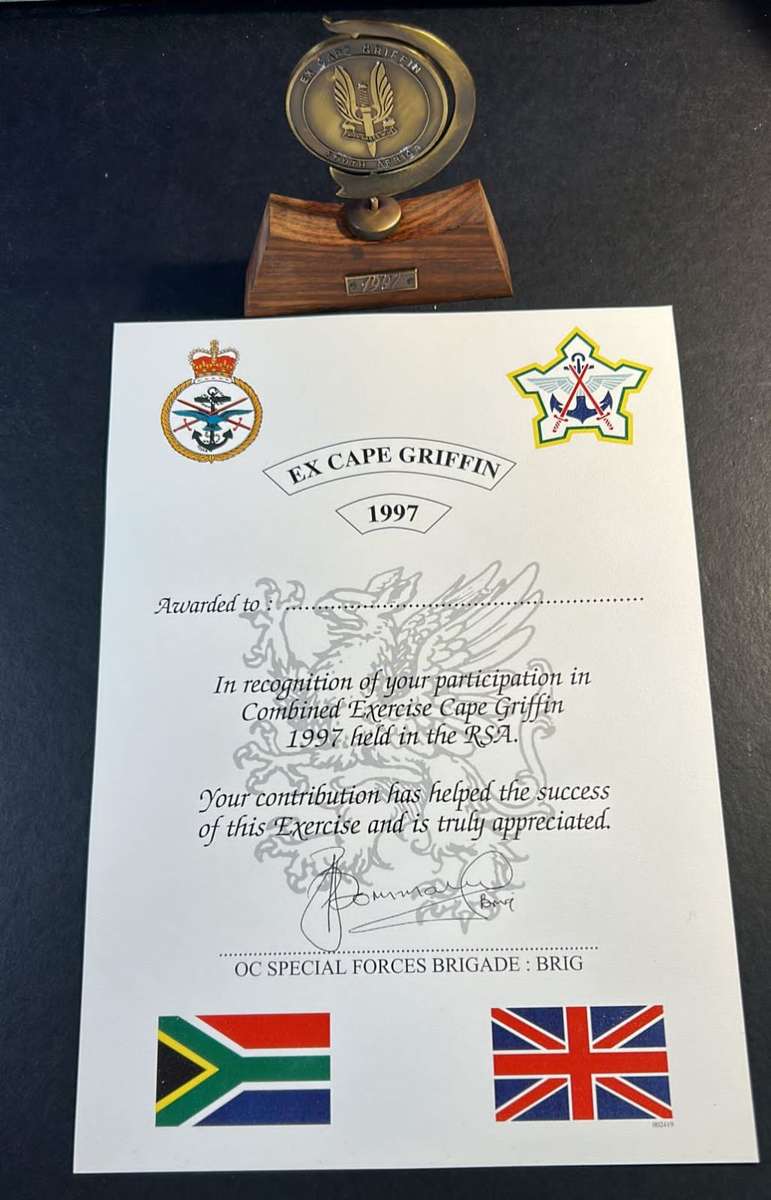 EX CAPE GRIFFIN
SOUTH AFRICA
1997
EX CAPE GRIFFIN
1997
Awarded to : ............................................................
In recognition of your participation in
Combined Exercise Cape Griffin
1997 held in the RSA.
Your contribution has helped the success
of this Exercise and is truly appreciated.
Brig
............................................................
OC SPECIAL FORCES BRIGADE : BRIG
002419